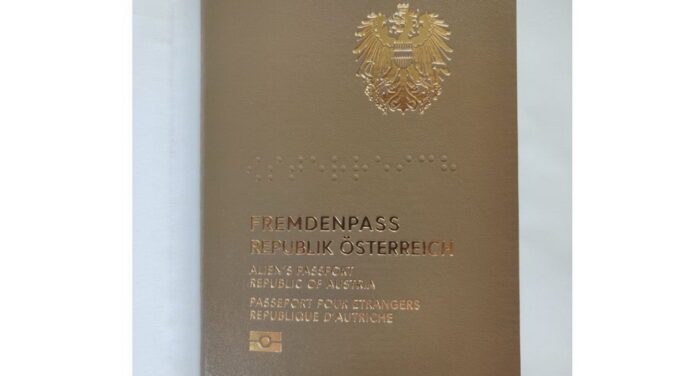 FREMDENPASS
REPUBLIK ÖSTERREICH
ALIEN'S PASSPORT
REPUBLIC OF AUSTRIA
PASSEPORT POUR ETRANGERS
REPUBLIQUE D'AUTRICHE